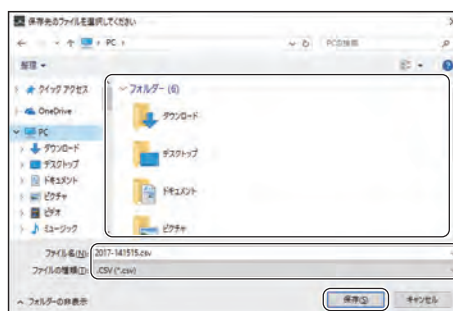 保存先のファイルを選択してください
PC
PCの検索
整理
クイック アクセス
OneDrive
PC
ダウンロード
デスクトップ
ドキュメント
ピクチャ
ビデオ
ミュージック
フォルダー (6)
ダウンロード
デスクトップ
ドキュメント
ピクチャ
ファイル名(N): 2017-141515.csv
ファイルの種類(T): .CSV (*.csv)
フォルダーの非表示
保存(S)
キャンセル